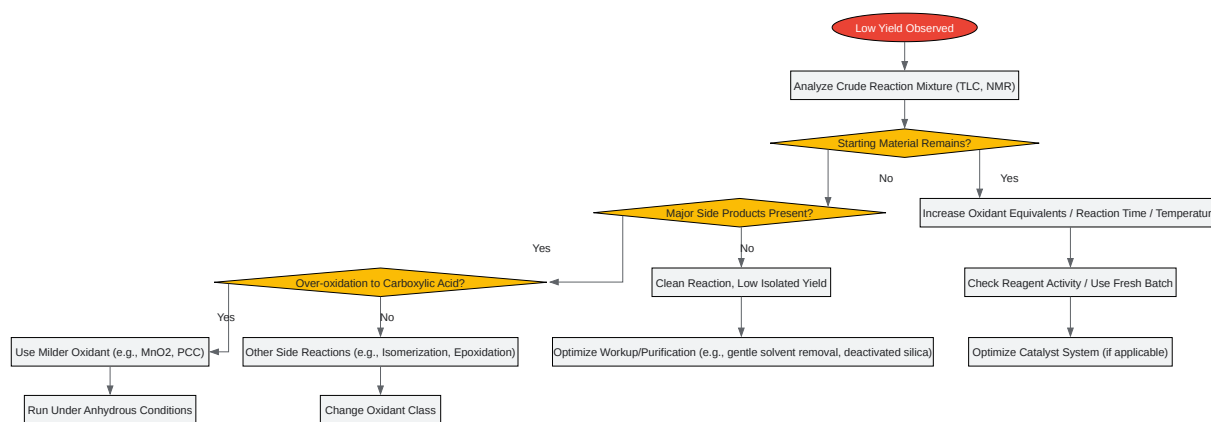 Low Yield Observed
Analyze Crude Reaction Mixture (TLC, NMR)
Starting Material Remains?
No
Yes
Major Side Products Present?
Increase Oxidant Equivalents / Reaction Time / Temperatur
Yes
No
Over-oxidation to Carboxylic Acid?
Clean Reaction, Low Isolated Yield
Check Reagent Activity / Use Fresh Batch
Yes
No
Use Milder Oxidant (e.g., MnO2, PCC)
Other Side Reactions (e.g., Isomerization, Epoxidation)
Optimize Workup/Purification (e.g., gentle solvent removal, deactivated silica)
Optimize Catalyst System (if applicable)
Run Under Anhydrous Conditions
Change Oxidant Class